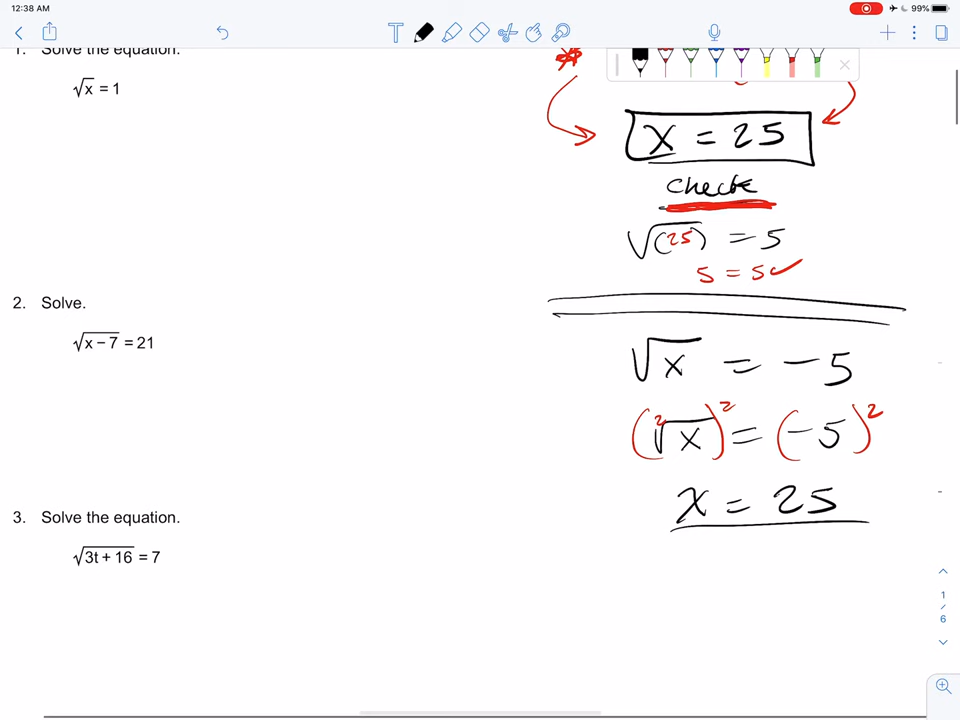 12:38 AM
99%
1. Solve the equation.
√x = 1
x = 25
check
√(25) = 5
5 = 5✓
2. Solve.
√x – 7 = 21
√x = -5
(²√x)² = (-5)²
x = 25
3. Solve the equation.
√3t + 16 = 7
1
/
6